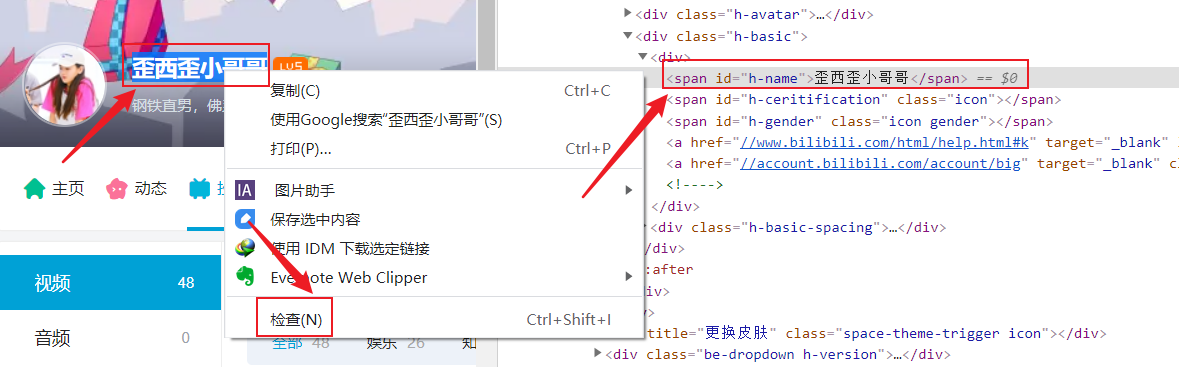 歪西歪小哥哥 LV5
钢铁直男，佛
主页 动态
视频 48
音频 0
复制(C) Ctrl+C
使用Google搜索“歪西歪小哥哥”(S)
打印(P)... Ctrl+P
图片助手
保存选中内容
使用 IDM 下载选定链接
Evernote Web Clipper
检查(N) Ctrl+Shift+I
全部 48 娱乐 26 知
▶<div class="h-avatar">…</div>
▼<div class="h-basic">
▼<div>
<span id="h-name">歪西歪小哥哥</span> == $0
<span id="h-ceritification" class="icon"></span>
<span id="h-gender" class="icon gender"></span>
<a href="//www.bilibili.com/html/help.html#k" target="_blank"
<a href="//account.bilibili.com/account/big" target="_blank" cl
<!---->
</div>
▶<div class="h-basic-spacing">…</div>
/div>
:after
iv>
>
title="更换皮肤" class="space-theme-trigger icon"></div>
▶<div class="be-dropdown h-version">…</div>